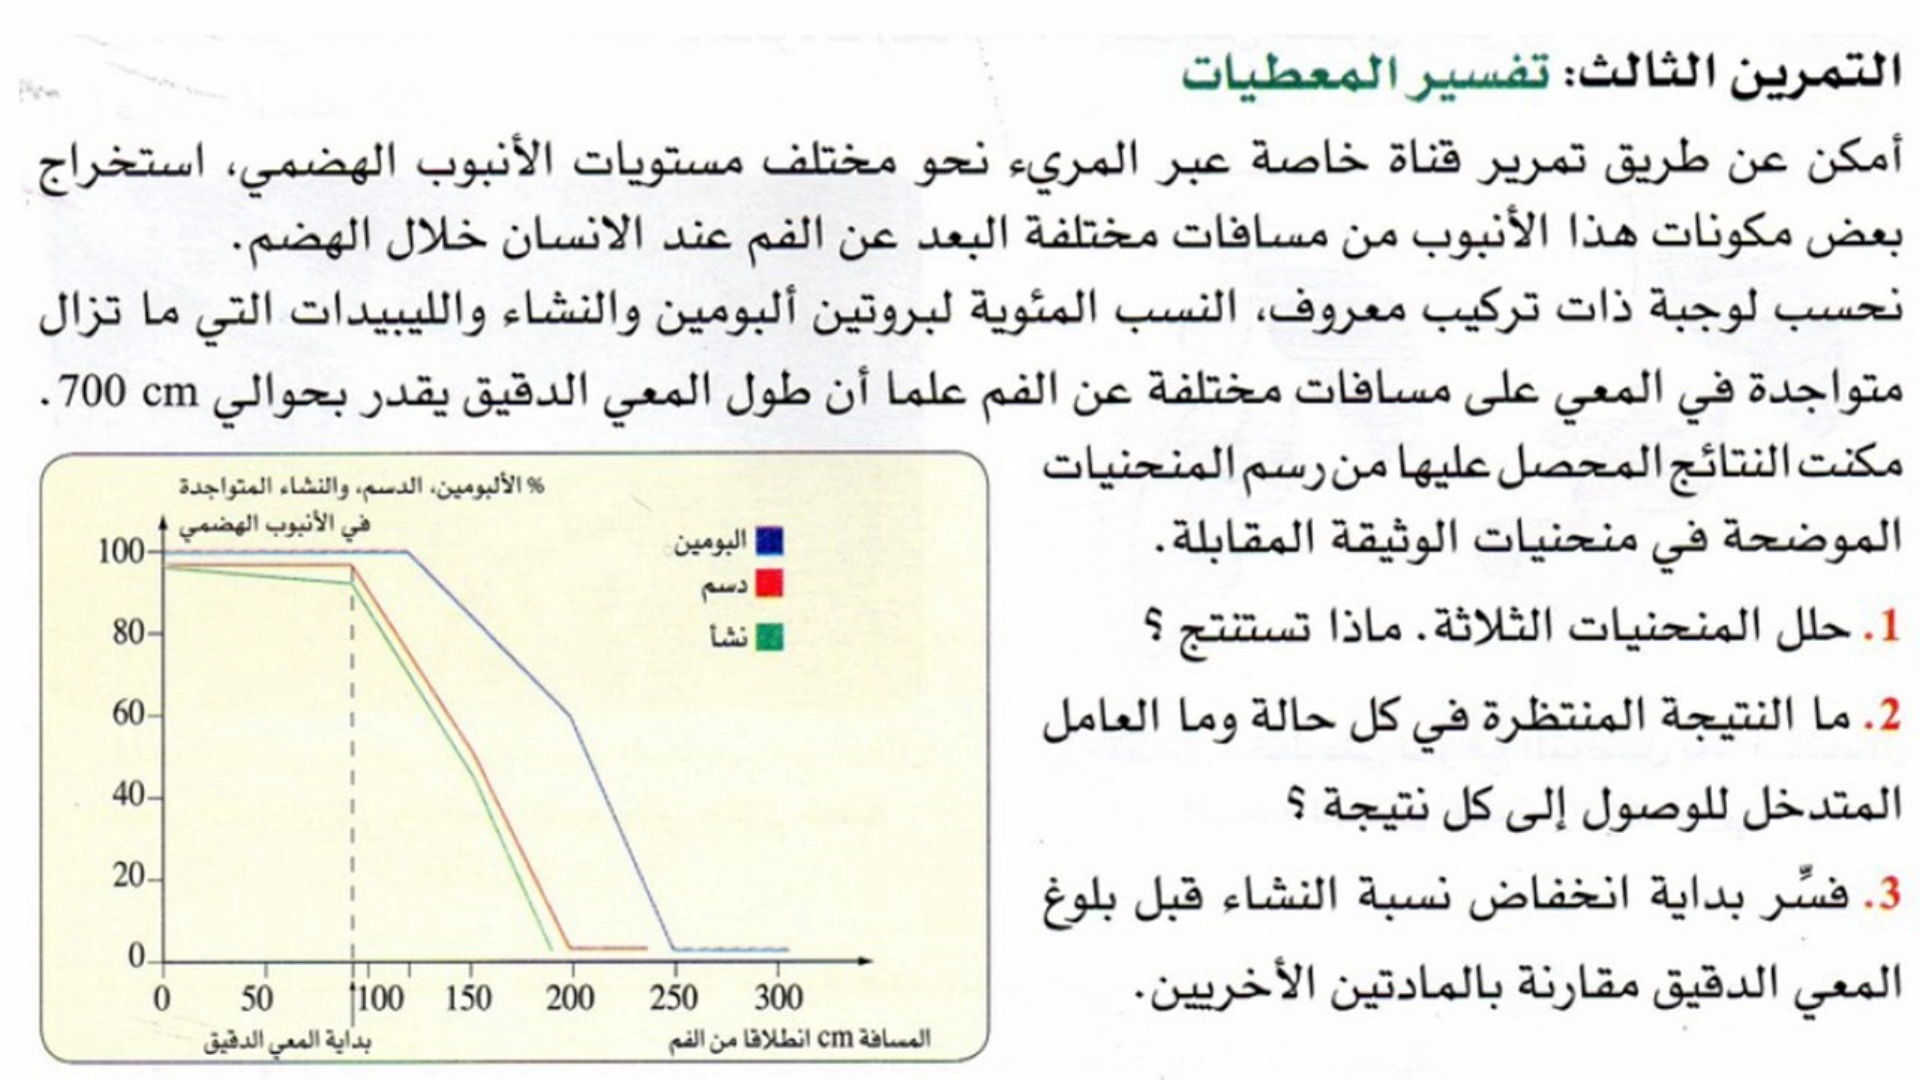 التمرين الثالث: تفسير المعطيات
أمكن عن طريق تمرير قناة خاصة عبر المريء نحو مختلف مستويات الأنبوب الهضمي، استخراج
بعض مكونات هذا الأنبوب من مسافات مختلفة البعد عن الفم عند الانسان خلال الهضم.
نحسب لوجبة ذات تركيب معروف، النسب المئوية لبروتين ألبومين والنشاء والليبيدات التي ما تزال
متواجدة في المعي على مسافات مختلفة عن الفم علما أن طول المعي الدقيق يقدر بحوالي 700 cm.
مكنت النتائج المحصل عليها من رسم المنحنيات
الموضحة في منحنيات الوثيقة المقابلة.
1. حلل المنحنيات الثلاثة. ماذا تستنتج ؟
2. ما النتيجة المنتظرة في كل حالة وما العامل
المتدخل للوصول إلى كل نتيجة ؟
3. فسِّر بداية انخفاض نسبة النشاء قبل بلوغ
المعي الدقيق مقارنة بالمادتين الأخريين.
% الألبومين، الدسم، والنشاء المتواجدة
في الأنبوب الهضمي
البومين
دسم
نشأ
100
80
60
40
20
0
0 50 100 150 200 250 300
بداية المعي الدقيق
المسافة cm انطلاقا من الفم